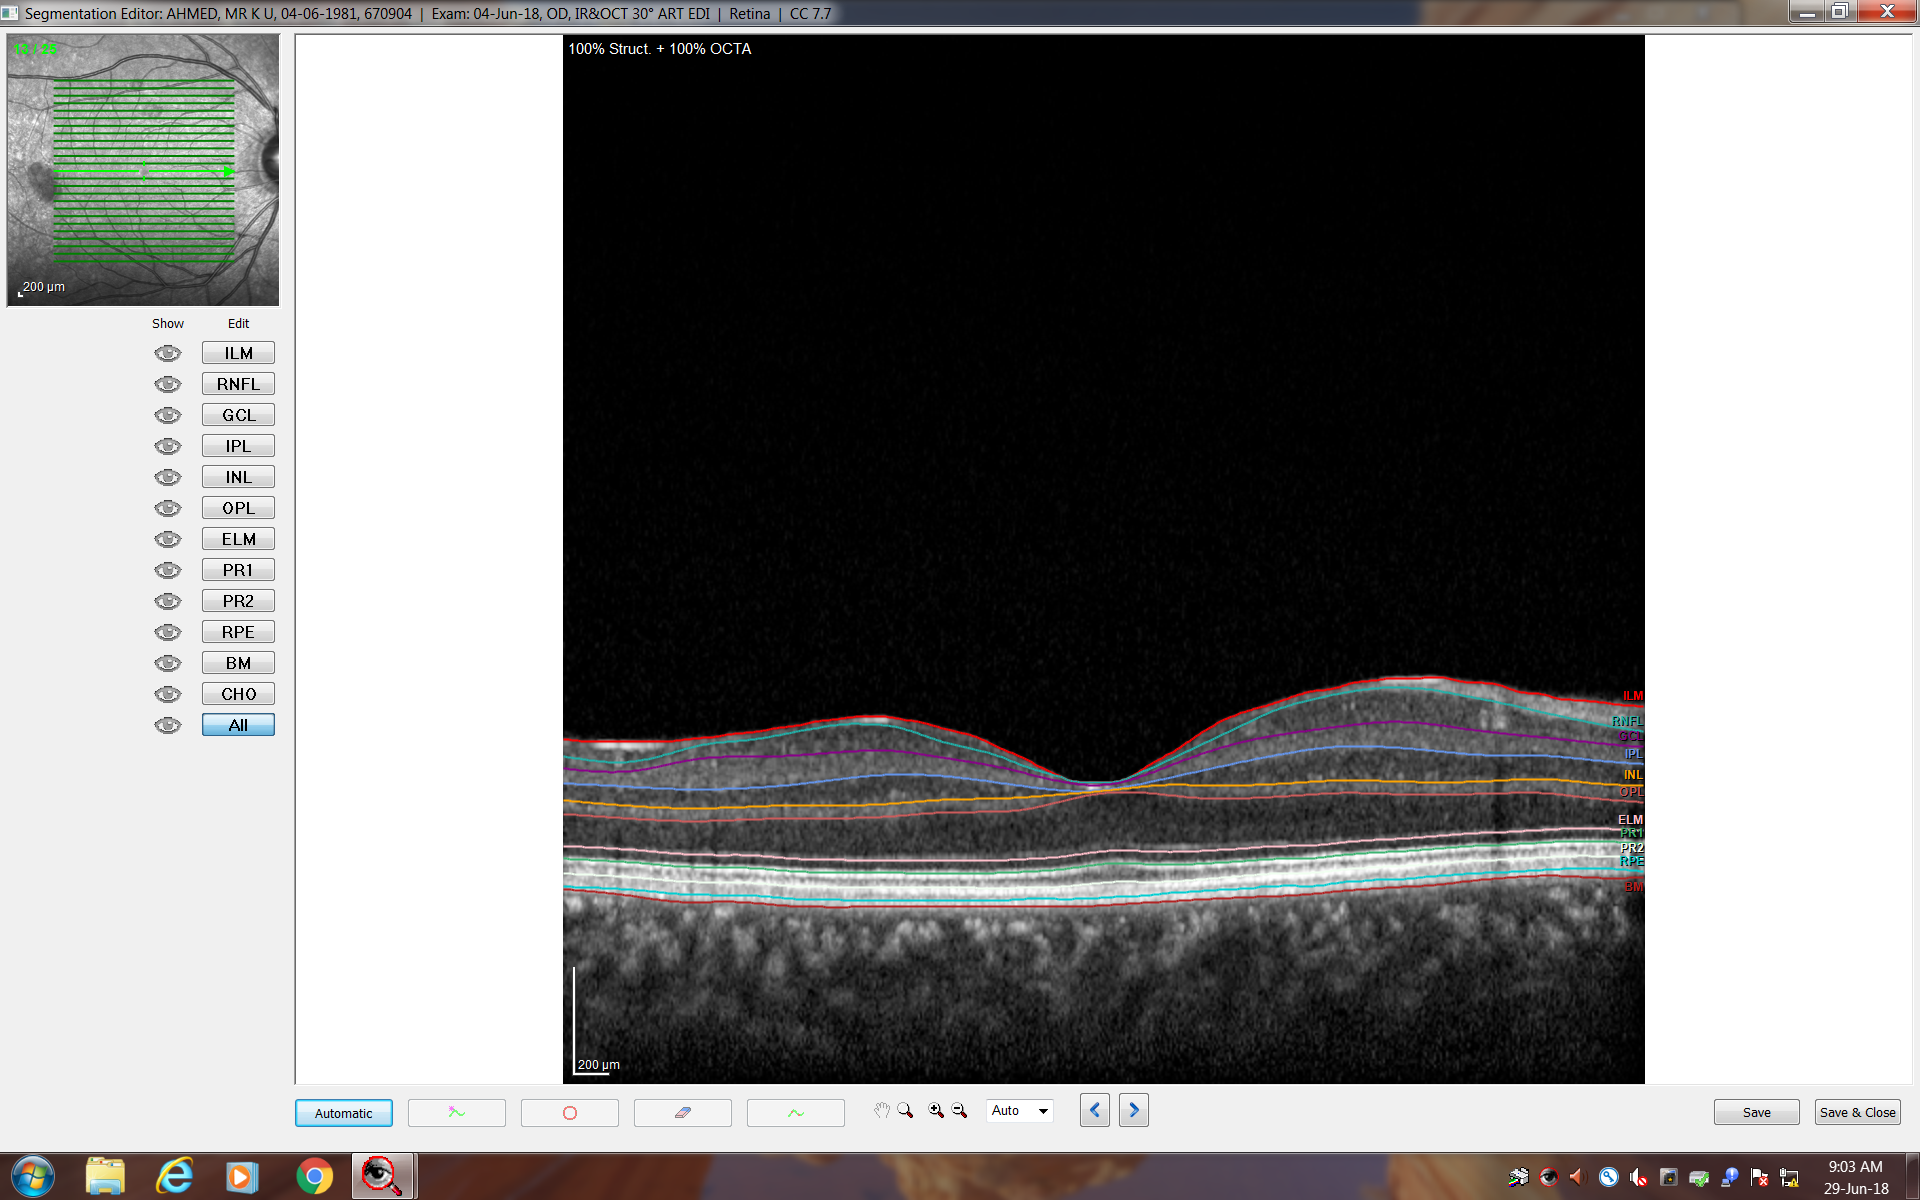 Segmentation Editor: AHMED, MR K U, 04-06-1981, 670904 | Exam: 04-Jun-18, OD, IR&OCT 30° ART EDI | Retina | CC 7.7
200 µm
Show Edit
ILM
RNFL
GCL
IPL
INL
OPL
ELM
PR1
PR2
RPE
BM
CHO
All
100% Struct. + 100% OCTA
ILM
RNFL
GCL
IPL
INL
OPL
ELM
PR1
PR2
RPE
BM
200 µm
Automatic
Auto
Save
Save & Close
9:03 AM
29-Jun-18